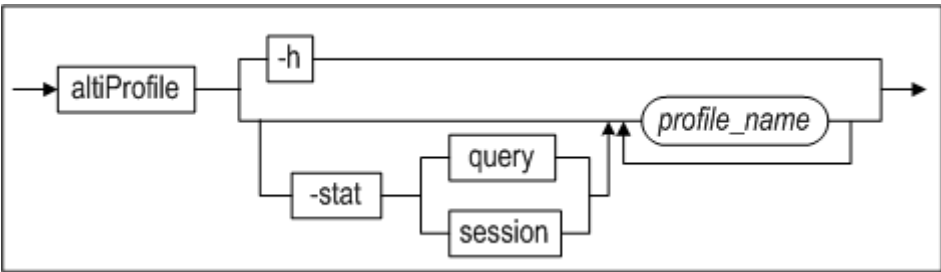 -h
altiProfile
profile_name
query
-stat
session